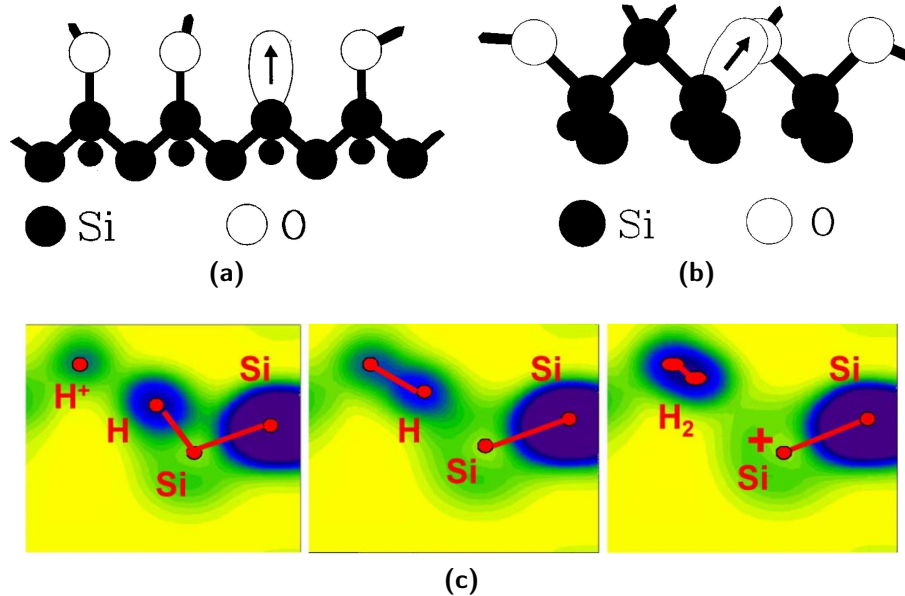 Si O
(a)
Si O
(b)
H⁺ H Si Si
H Si Si
H₂ + Si Si
(c)